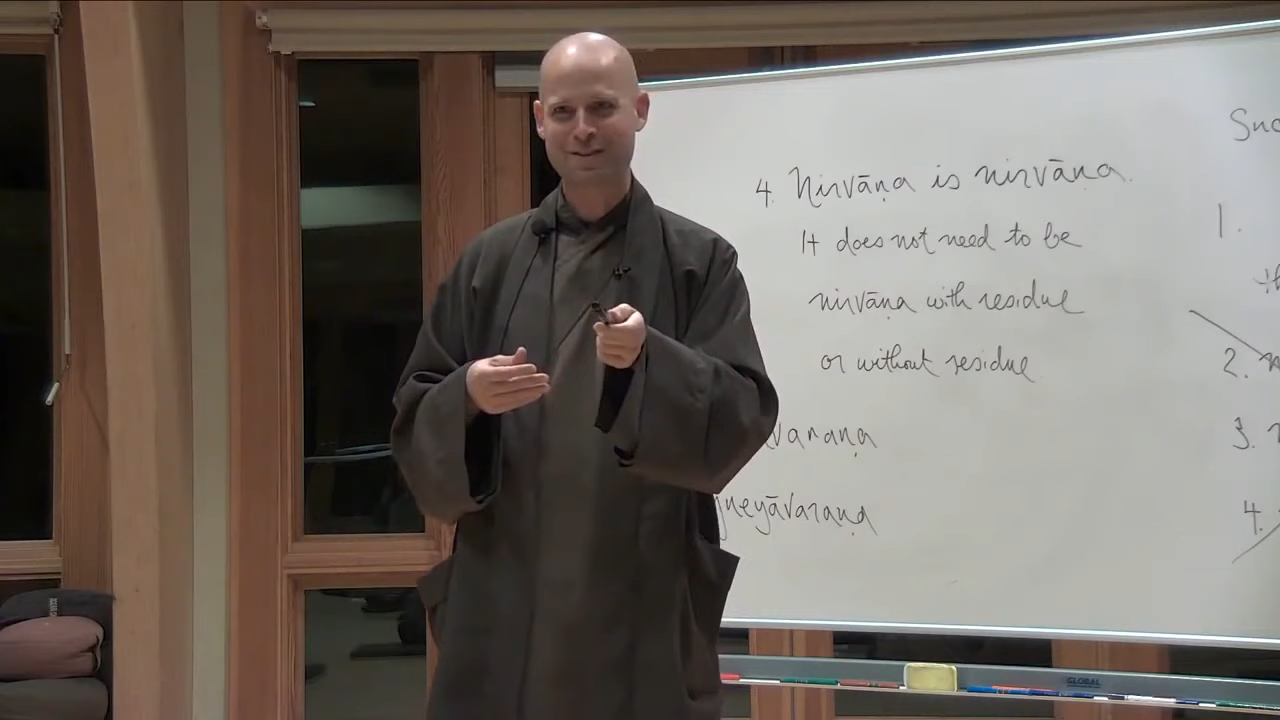 4. Nirvāṇa is nirvāṇa.
It does not need to be
nirvāṇa with residue
or without residue
varaṇa
jñeyāvaraṇa
1.
2.
3.
4.
GLOBAL